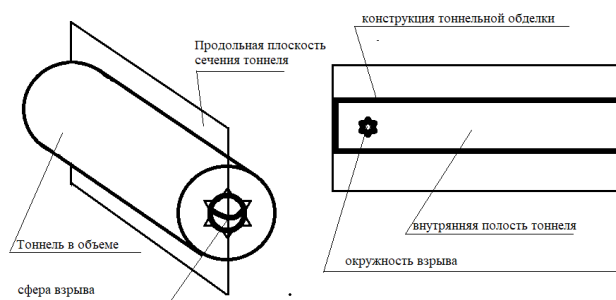 конструкция тоннельной обделки
Продольная плоскость
сечения тоннеля
Тоннель в объеме
внутрянняя полость тоннеля
сфера взрыва
окружность взрыва